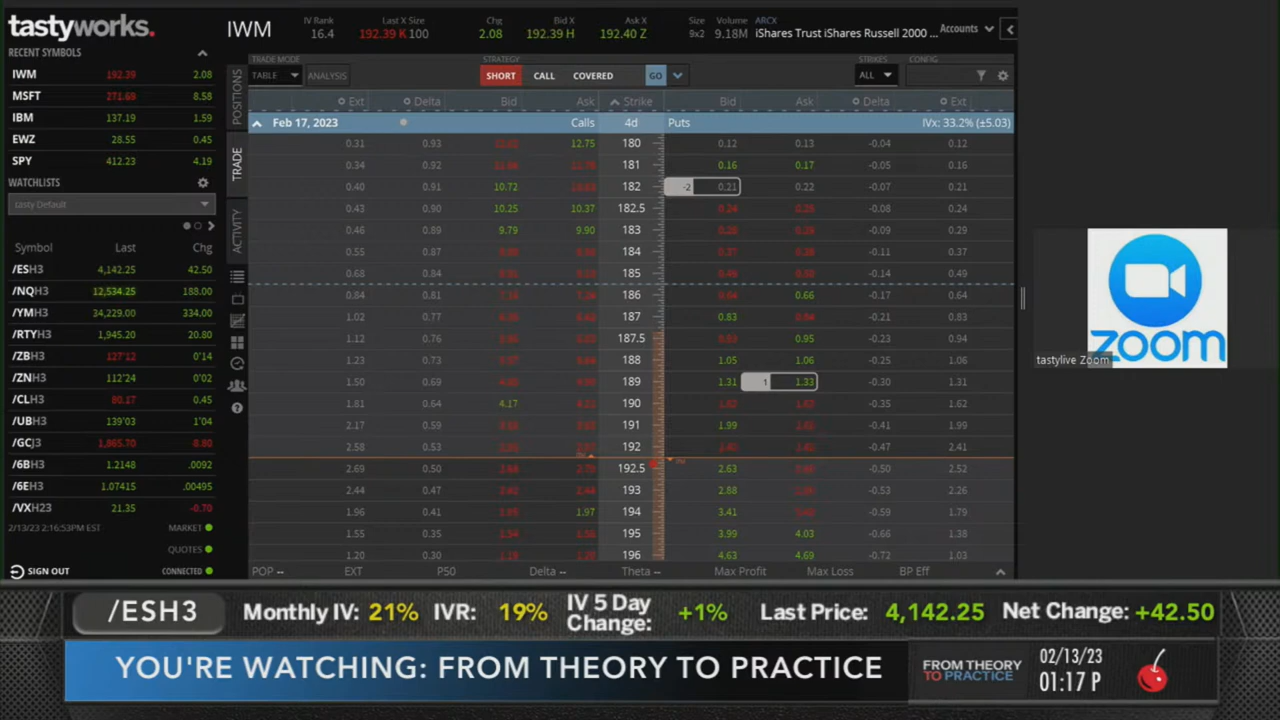 tastyworks.
RECENT SYMBOLS
IWM 192.39 2.08
MSFT 271.69 8.58
IBM 137.19 1.59
EWZ 28.55 0.45
SPY 412.23 4.19
WATCHLISTS
tasty Default
Symbol Last Chg
/ESH3 4,142.25 42.50
/NQH3 12,534.25 188.00
/YMH3 34,229.00 334.00
/RTYH3 1,945.20 20.80
/ZBH3 127'12 0'14
/ZNH3 112'24 0'02
/CLH3 80.17 0.45
/UBH3 139'03 1'04
/GCJ3 1,865.70 8.80
/6BH3 1.2148 .0092
/6EH3 1.07415 .00495
/VXH23 21.35 -0.70
2/13/23 2:16:53PM EST MARKET
QUOTES
SIGN OUT CONNECTED
IWM
IV Rank Last X Size Chg Bid X Ask X Size Volume ARCX
16.4 192.39 K 100 2.08 192.39 H 192.40 Z 9x2 9.18M iShares Trust iShares Russell 2000 ...
Accounts
POSITIONS
TRADE
ACTIVITY
TRADE MODE STRATEGY STRIKES CONFIG
TABLE ANALYSIS SHORT CALL COVERED GO ALL
Ext Delta Bid Ask Strike Bid Ask Delta Ext
Feb 17, 2023 Calls 4d Puts IVx: 33.2% (±5.03)
0.31 0.93 12.75 180 0.12 0.13 -0.04 0.12
0.34 0.92 181 0.16 0.17 -0.05 0.16
0.40 0.91 10.72 182 -2 0.21 0.22 -0.07 0.21
0.43 0.90 10.25 10.37 182.5 0.24 -0.08 0.24
0.46 0.89 9.79 9.90 183 -0.09 0.29
0.55 0.87 184 0.37 -0.11 0.37
0.68 0.84 185 -0.14 0.49
0.84 0.81 186 0.66 -0.17 0.64
1.02 0.77 187 0.83 -0.21 0.83
1.12 0.76 187.5 0.95 -0.23 0.94
1.23 0.73 188 1.05 1.06 -0.25 1.06
1.50 0.69 189 1.31 1 1.33 -0.30 1.31
1.81 0.64 4.17 190 -0.35 1.62
2.17 0.59 191 1.99 -0.41 1.99
2.58 0.53 192 -0.47 2.41
2.69 0.50 192.5 2.63 -0.50 2.52
2.44 0.47 193 2.88 -0.53 2.26
1.96 0.41 1.97 194 3.41 -0.59 1.79
1.55 0.35 195 3.99 4.03 -0.66 1.38
1.20 0.30 196 4.63 4.69 -0.72 1.03
POP -- EXT P50 Delta -- Theta -- Max Profit Max Loss BP Eff
zoom
tastylive Zoom
/ESH3 Monthly IV: 21% IVR: 19% IV 5 Day Change: +1% Last Price: 4,142.25 Net Change: +42.50
YOU'RE WATCHING: FROM THEORY TO PRACTICE
FROM THEORY
TO PRACTICE
02/13/23
01:17 P